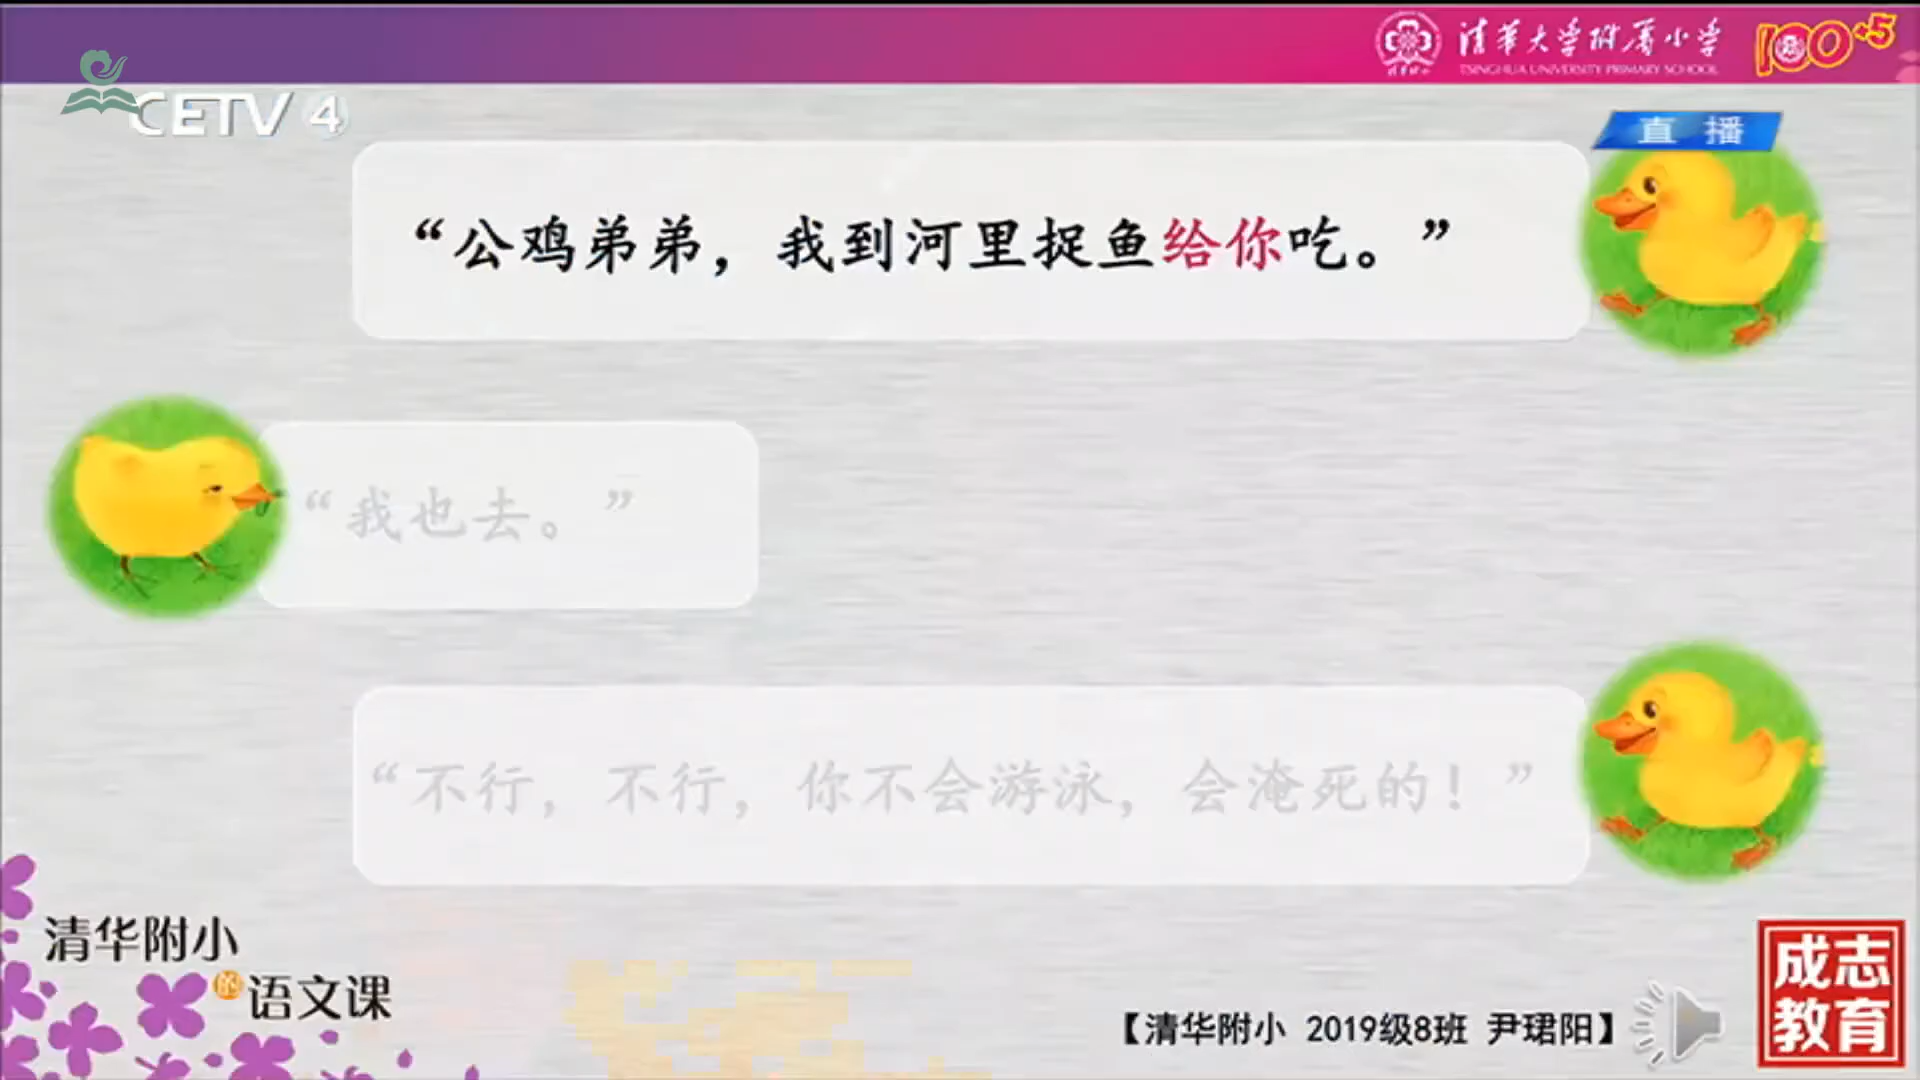 清华大学附属小学
TSINGHUA UNIVERSITY PRIMARY SCHOOL
100+5
CETV 4
直播
“公鸡弟弟，我到河里捉鱼给你吃。”
“我也去。”
“不行，不行，你不会游泳，会淹死的！”
清华附小
的语文课
【清华附小 2019级8班 尹珺阳】
成志
教育